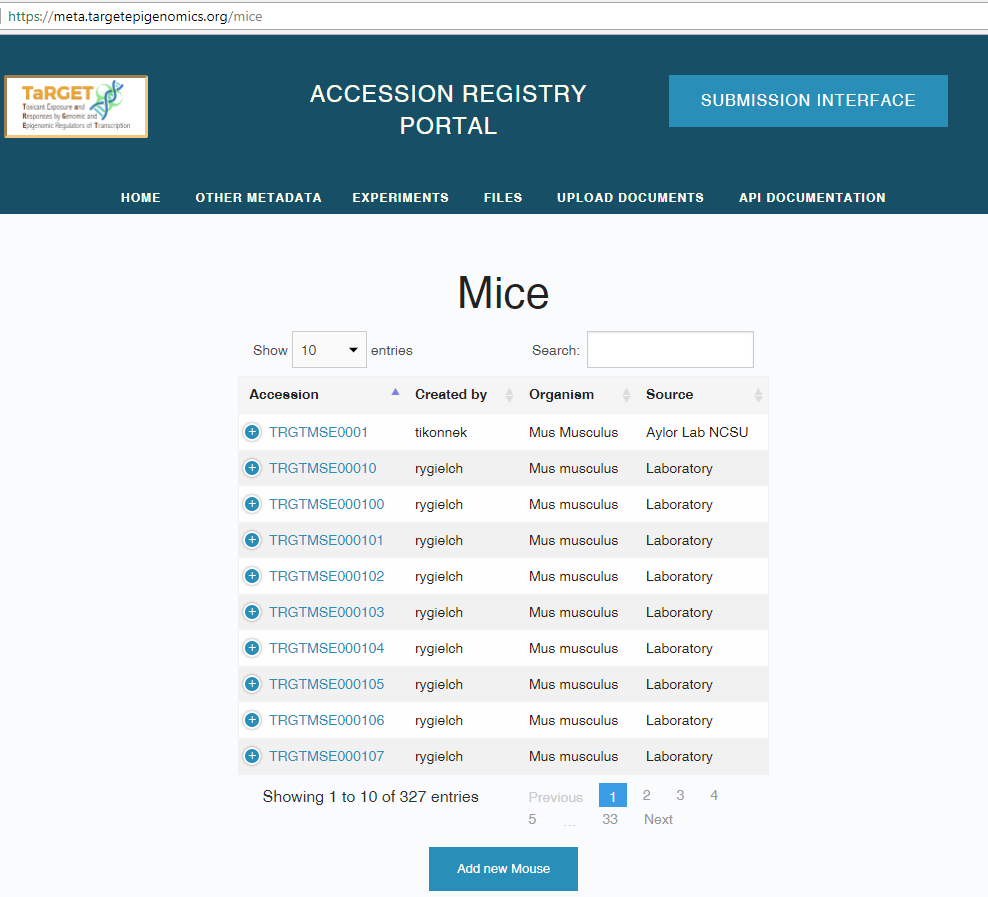 https://meta.targetepigenomics.org/mice
TaRGET
Toxicant Exposure and
Responses by Genomic and
Epigenomic Regulators of Transcription
ACCESSION REGISTRY
PORTAL
SUBMISSION INTERFACE
HOME OTHER METADATA EXPERIMENTS FILES UPLOAD DOCUMENTS API DOCUMENTATION
Mice
Show 10 entries Search:
Accession Created by Organism Source
TRGTMSE0001 tikonnek Mus Musculus Aylor Lab NCSU
TRGTMSE00010 rygielch Mus musculus Laboratory
TRGTMSE000100 rygielch Mus musculus Laboratory
TRGTMSE000101 rygielch Mus musculus Laboratory
TRGTMSE000102 rygielch Mus musculus Laboratory
TRGTMSE000103 rygielch Mus musculus Laboratory
TRGTMSE000104 rygielch Mus musculus Laboratory
TRGTMSE000105 rygielch Mus musculus Laboratory
TRGTMSE000106 rygielch Mus musculus Laboratory
TRGTMSE000107 rygielch Mus musculus Laboratory
Showing 1 to 10 of 327 entries Previous 1 2 3 4
5 … 33 Next
Add new Mouse